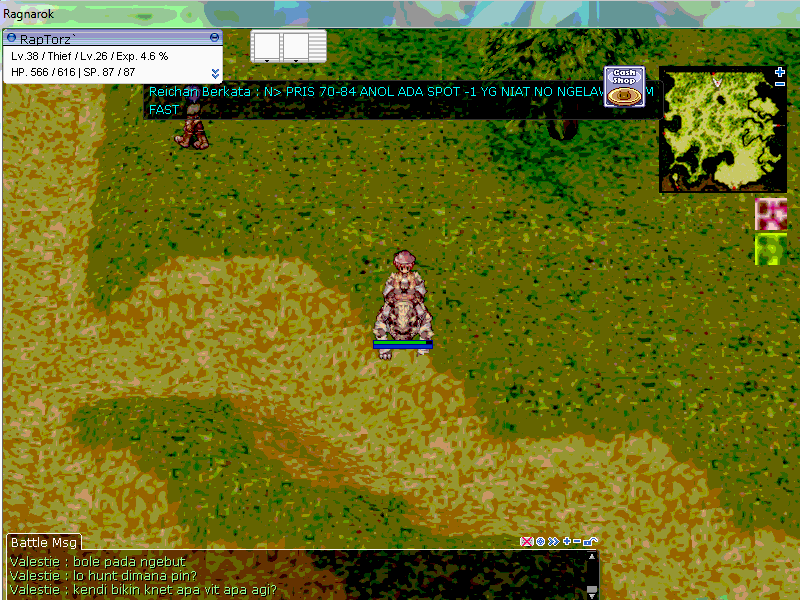 Ragnarok
RapTorz`
Lv.38 / Thief / Lv.26 / Exp. 4.6 %
HP. 566 / 616 | SP. 87 / 87
Cash
Shop
Reichan Berkata : N> PRIS 70-84 ANOL ADA SPOT -1 YG NIAT NO
FAST
Battle Msg
Valestie : bole pada ngebut
Valestie : lo hunt dimana pin?
Valestie : kendi bikin knet apa vit apa agi?